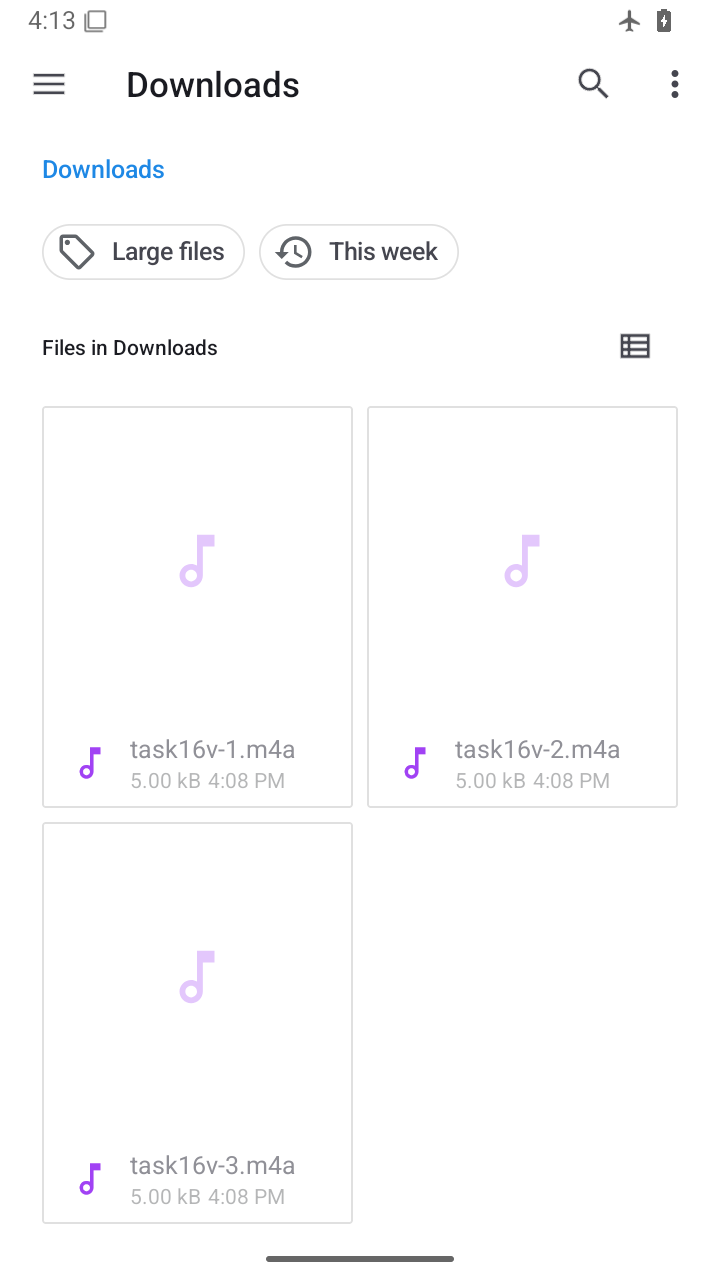 4:13
Downloads
Downloads
Large files
This week
Files in Downloads
task16v-1.m4a
5.00 kB 4:08 PM
task16v-2.m4a
5.00 kB 4:08 PM
task16v-3.m4a
5.00 kB 4:08 PM